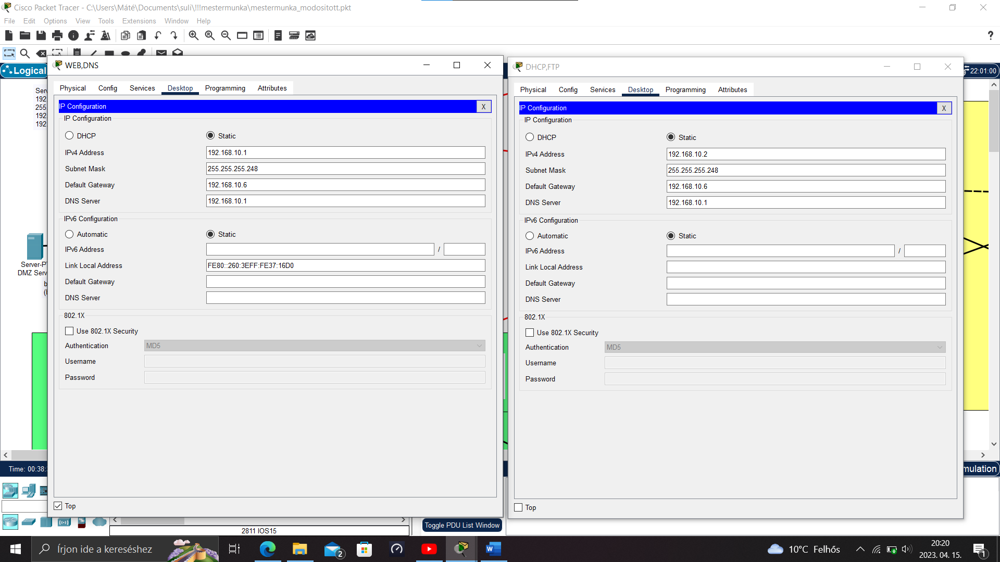 Cisco Packet Tracer - C:\Users\Máté\Documents\suli\!!!mestermunka\mestermunka_modositott.pkt
File Edit Options View Tools Extensions Window Help
?
Logical
22:01:00
Ser
192
255
192
192
Server-PT
DMZ Serv
WEB,DNS
Physical Config Services Desktop Programming Attributes
IP Configuration
X
IP Configuration
DHCP
Static
IPv4 Address
192.168.10.1
Subnet Mask
255.255.255.248
Default Gateway
192.168.10.6
DNS Server
192.168.10.1
IPv6 Configuration
Automatic
Static
IPv6 Address
/
Link Local Address
FE80::260:3EFF:FE37:16D0
Default Gateway
DNS Server
802.1X
Use 802.1X Security
Authentication
MD5
Username
Password
Top
DHCP,FTP
Physical Config Services Desktop Programming Attributes
IP Configuration
X
IP Configuration
DHCP
Static
IPv4 Address
192.168.10.2
Subnet Mask
255.255.255.248
Default Gateway
192.168.10.6
DNS Server
192.168.10.1
IPv6 Configuration
Automatic
Static
IPv6 Address
/
Link Local Address
Default Gateway
DNS Server
802.1X
Use 802.1X Security
Authentication
MD5
Username
Password
Top
Time: 00:38:
mulation
Toggle PDU List Window
2811 IOS15
Írjon ide a kereséshez
2
10°C Felhős
20:20
2023. 04. 15.
1